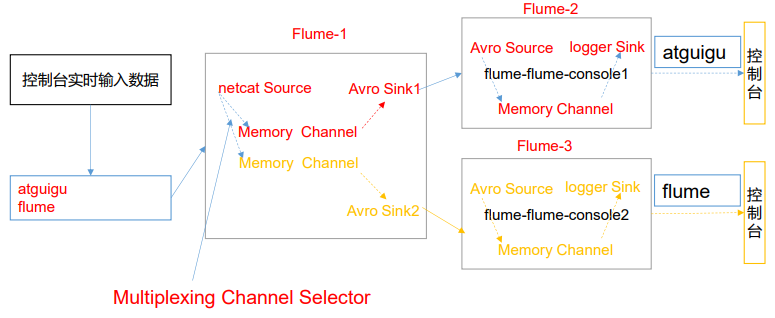 控制台实时输入数据
atguigu
flume
Flume-1
netcat Source
Avro Sink1
Memory Channel
Memory Channel
Avro Sink2
Multiplexing Channel Selector
Flume-2
Avro Source
logger Sink
flume-flume-console1
Memory Channel
atguigu
控制台
Flume-3
Avro Source
logger Sink
flume-flume-console2
Memory Channel
flume
控制台